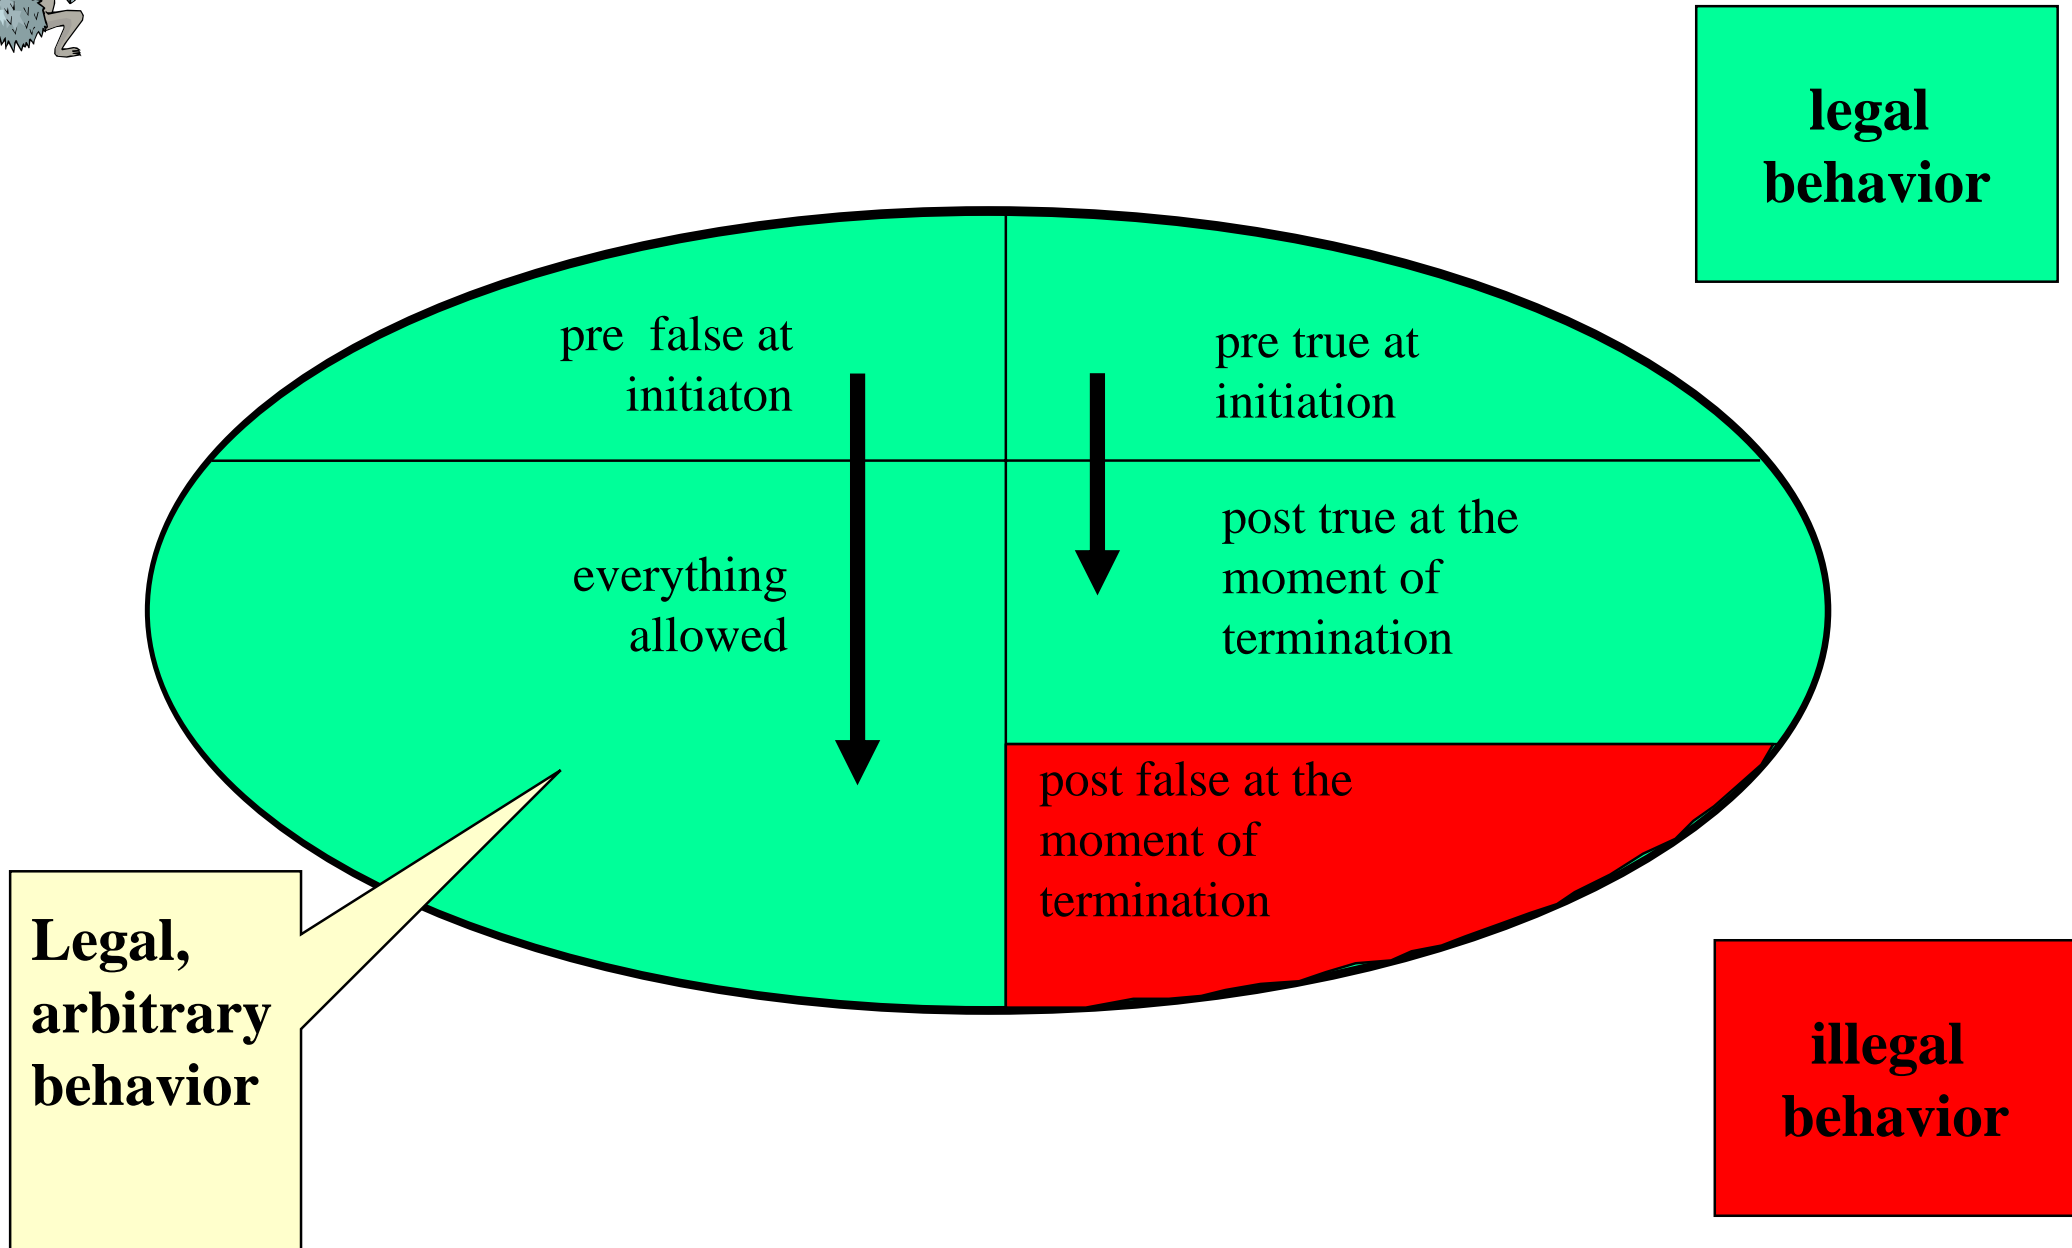 legal
behavior
pre  false at
initiaton
pre true at
initiation
everything
allowed
post true at the
moment of
termination
post false at the
moment of
termination
Legal,
arbitrary
behavior
illegal
behavior